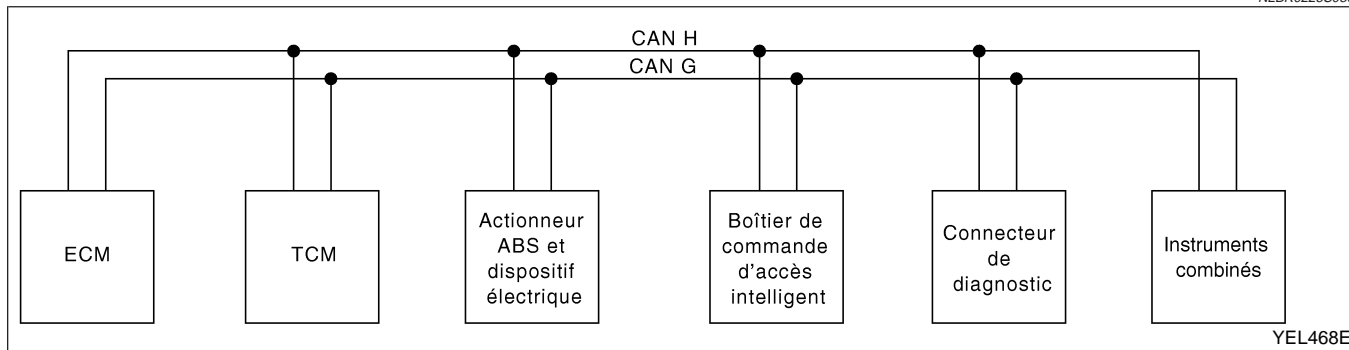 CAN H
CAN G
ECM
TCM
Actionneur
ABS et
dispositif
électrique
Boîtier de
commande
d'accès
intelligent
Connecteur
de
diagnostic
Instruments
combinés
YEL468E